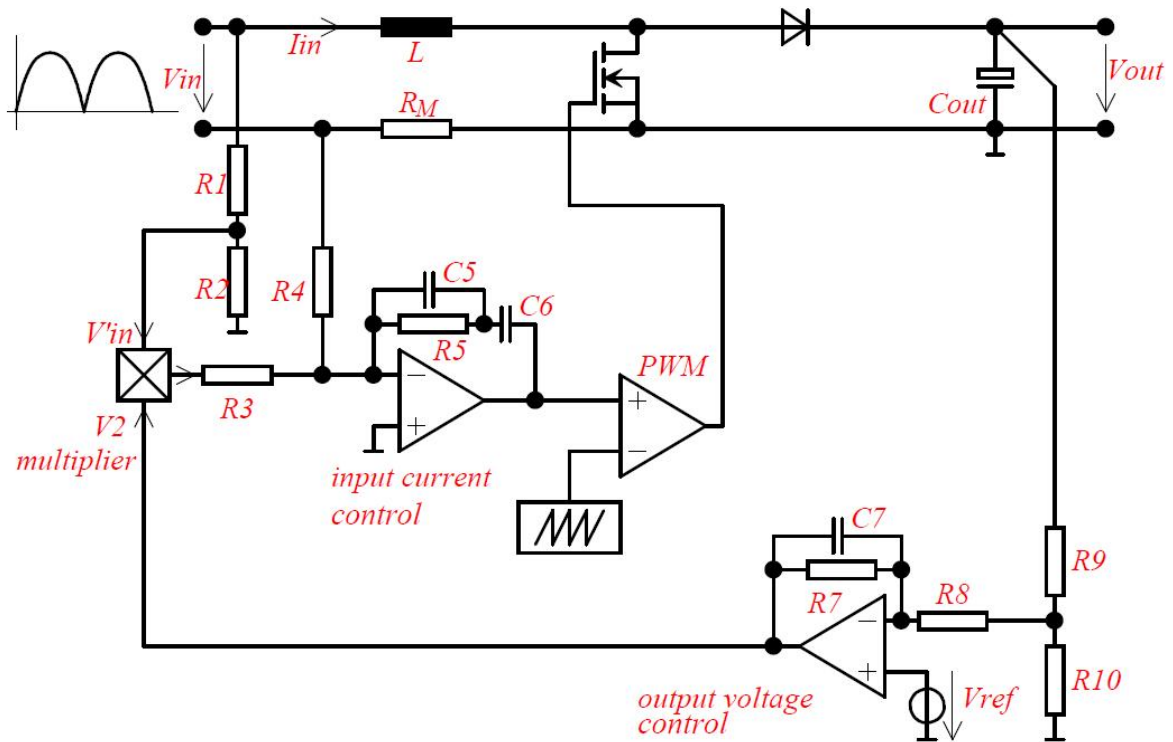 Iin
L
Vin
RM
Cout
Vout
R1
R2
R4
C5
C6
R5
V'in
R3
PWM
V2
multiplier
−
+
+
−
input current
control
C7
R7
R8
R9
−
+
R10
Vref
output voltage
control